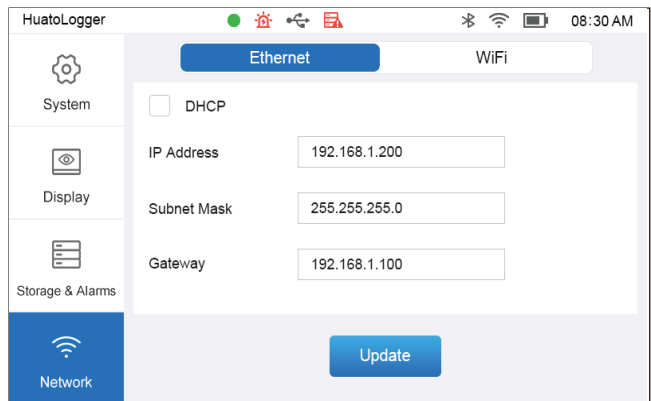 HuatoLogger
08:30 AM
System
Display
Storage & Alarms
Network
Ethernet
WiFi
DHCP
IP Address
192.168.1.200
Subnet Mask
255.255.255.0
Gateway
192.168.1.100
Update